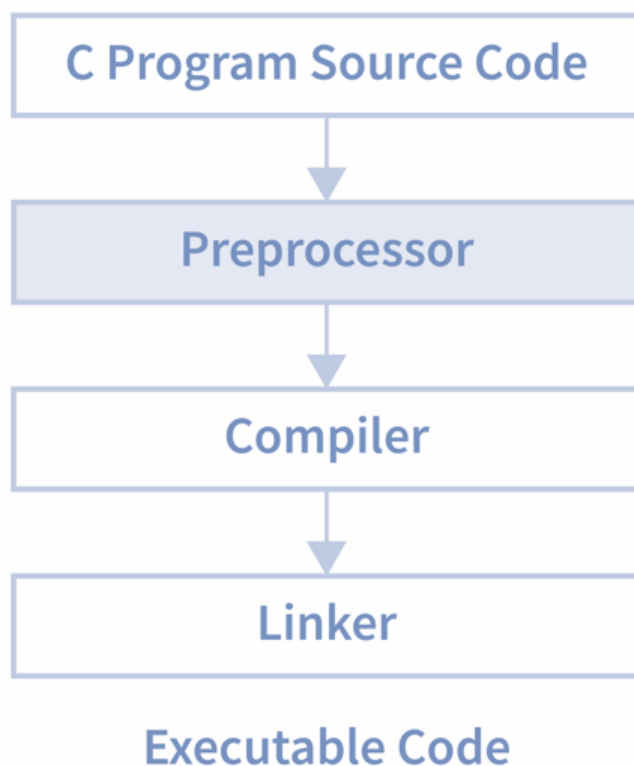 C Program Source Code
Preprocessor
Compiler
Linker
Executable Code